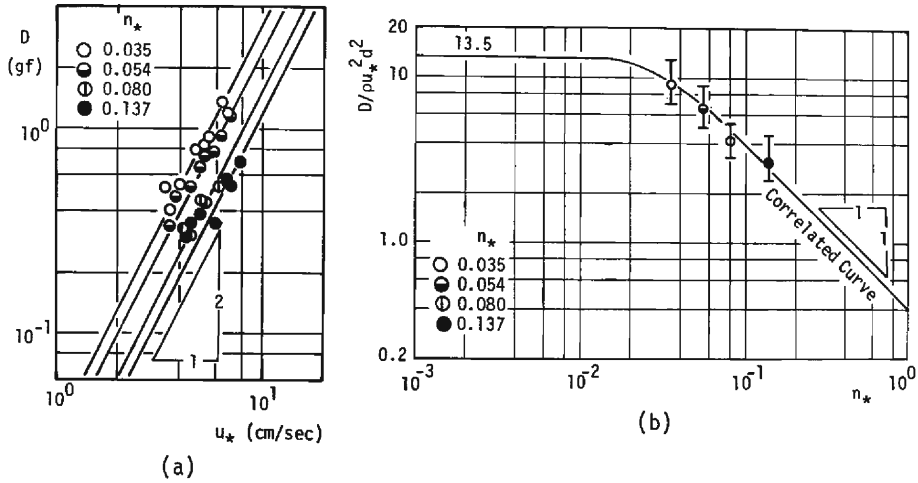 D
(gf)
n*
0.035
0.054
0.080
0.137
10⁰
10⁻¹
2
1
10⁰
10¹
u* (cm/sec)
(a)
D/ρu*²d²
20
10
1.0
0.2
13.5
n*
0.035
0.054
0.080
0.137
Correlated Curve
1
1
10⁻³
10⁻²
10⁻¹
10⁰
n*
(b)